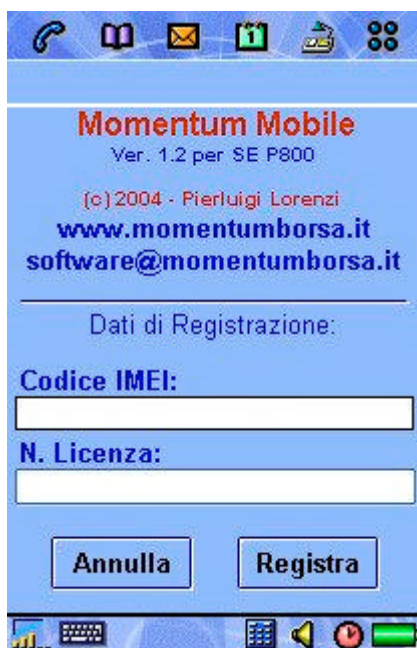 1
Momentum Mobile
Ver. 1.2 per SE P800
(c) 2004 - Pierluigi Lorenzi
www.momentumborsa.it
software@momentumborsa.it
Dati di Registrazione:
Codice IMEI:
N. Licenza:
Annulla Registra